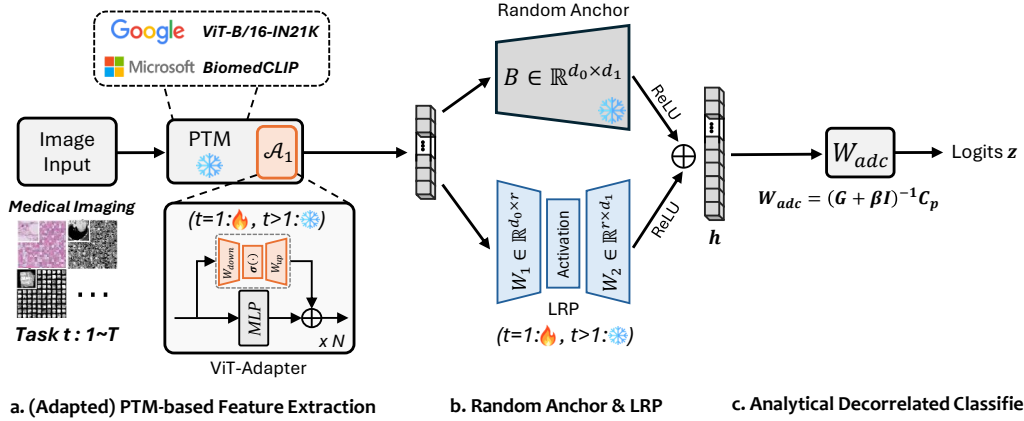 Google ViT-B/16-IN21K
Microsoft BiomedCLIP
Image
Input
PTM
𝒜₁
Medical Imaging
Task t : 1~T
(t=1:🔥, t>1:❄️)
W_down
σ(·)
W_up
MLP
x N
ViT-Adapter
a. (Adapted) PTM-based Feature Extraction
Random Anchor
B ∈ ℝ^{d₀×d₁}
ReLU
W₁ ∈ ℝ^{d₀×r}
Activation
W₂ ∈ ℝ^{r×d₁}
ReLU
LRP
(t=1:🔥, t>1:❄️)
h
b. Random Anchor & LRP
W_adc
Logits z
W_adc = (G + βI)⁻¹C_p
c. Analytical Decorrelated Classifie